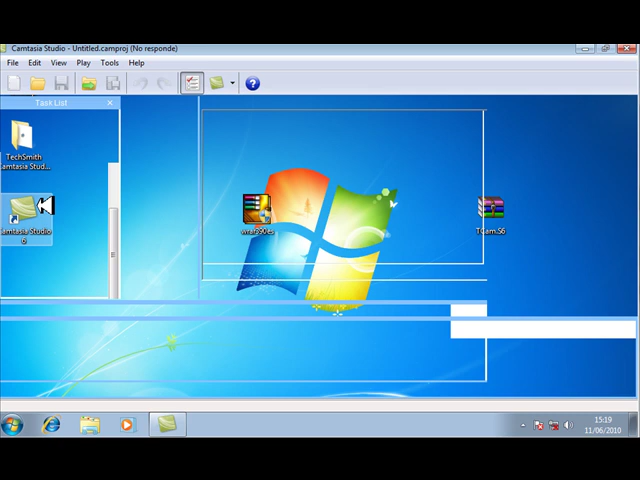 Camtasia Studio - Untitled.camproj (No responde)
File Edit View Play Tools Help
Task List
TechSmith
Camtasia Stud...
Camtasia Studio
6
wrar390es
TCam.S6
15:19
11/06/2010